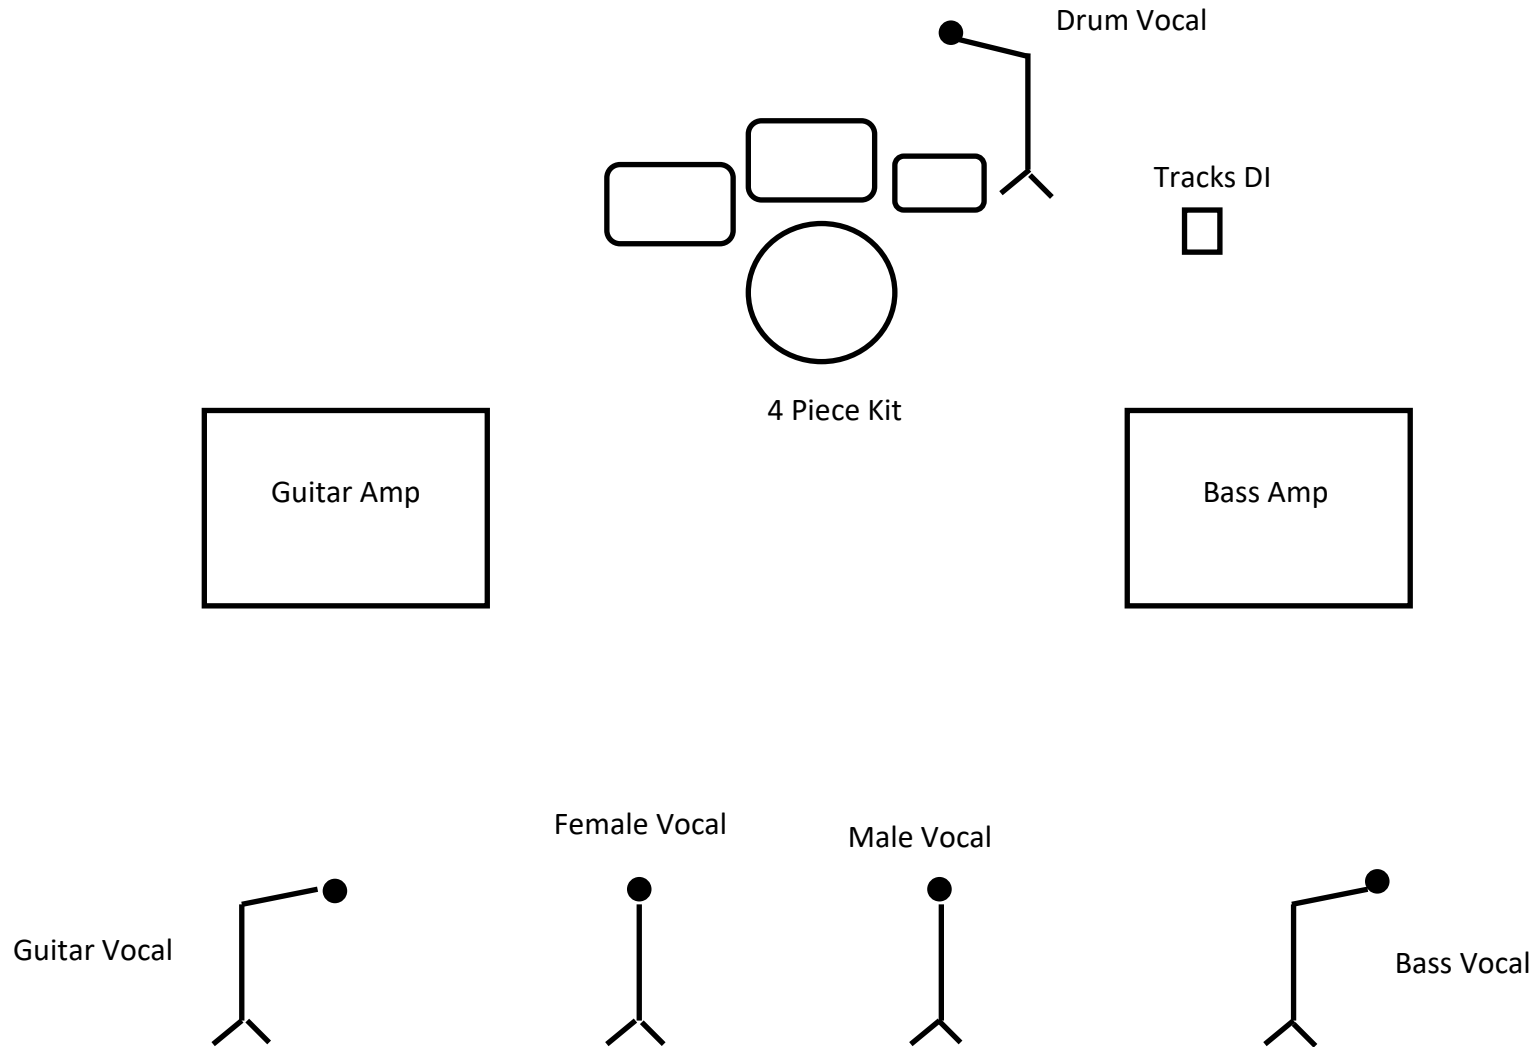 Drum Vocal
Tracks DI
4 Piece Kit
Guitar Amp
Bass Amp
Female Vocal
Male Vocal
Guitar Vocal
Bass Vocal